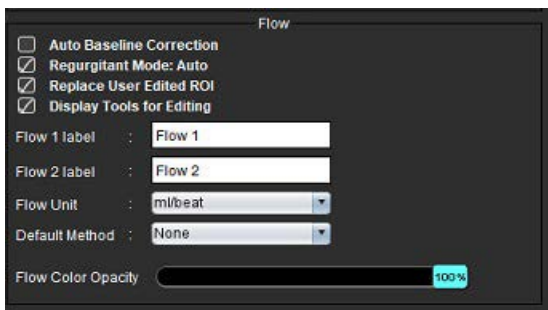 Flow
Auto Baseline Correction
Regurgitant Mode: Auto
Replace User Edited ROI
Display Tools for Editing
Flow 1 label : Flow 1
Flow 2 label : Flow 2
Flow Unit : ml/beat
Default Method : None
Flow Color Opacity 100%